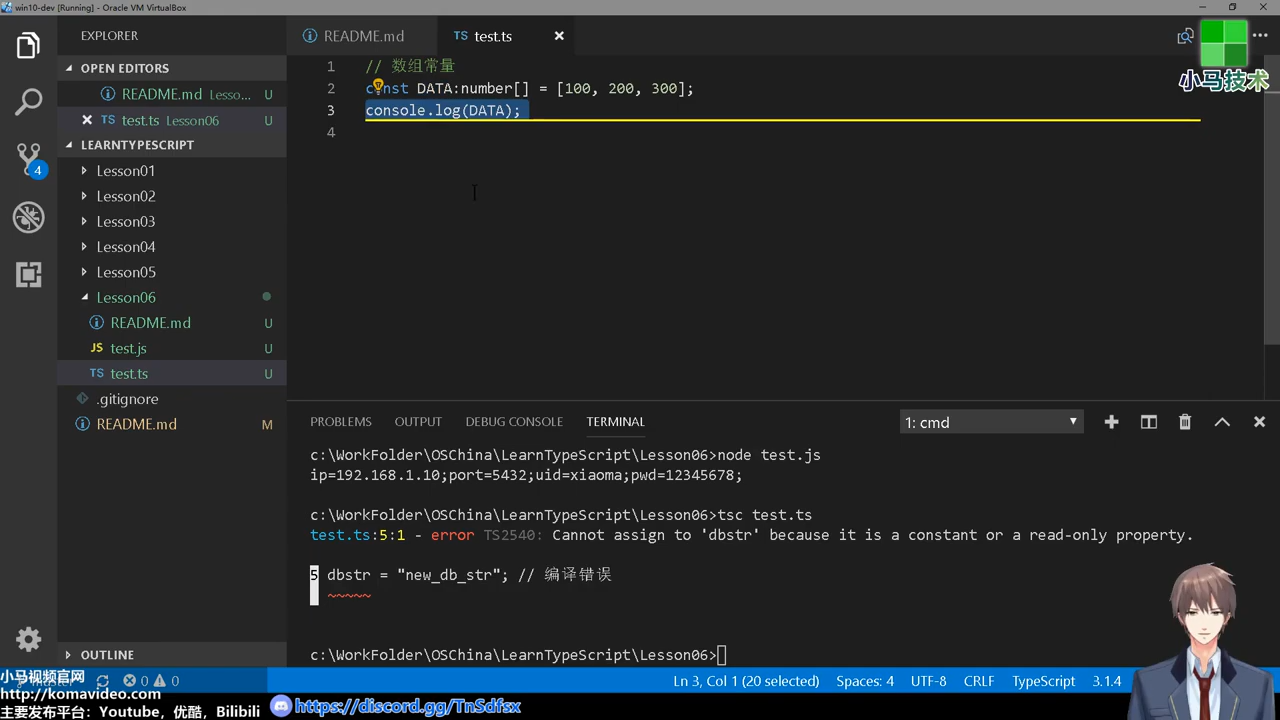 win10-dev [Running] - Oracle VM VirtualBox
EXPLORER
OPEN EDITORS
README.md Lesso... U
test.ts Lesson06 U
LEARNTYPESCRIPT
Lesson01
Lesson02
Lesson03
Lesson04
Lesson05
Lesson06
README.md U
JS test.js U
TS test.ts U
.gitignore
README.md M
OUTLINE
4
README.md
TS test.ts
小马技术
1 // 数组常量
2 const DATA:number[] = [100, 200, 300];
3 console.log(DATA);
4
PROBLEMS OUTPUT DEBUG CONSOLE TERMINAL 1: cmd
c:\WorkFolder\OSChina\LearnTypeScript\Lesson06>node test.js
ip=192.168.1.10;port=5432;uid=xiaoma;pwd=12345678;
c:\WorkFolder\OSChina\LearnTypeScript\Lesson06>tsc test.ts
test.ts:5:1 - error TS2540: Cannot assign to 'dbstr' because it is a constant or a read-only property.
5 dbstr = "new_db_str"; // 编译错误
~~~~~
c:\WorkFolder\OSChina\LearnTypeScript\Lesson06>
0 0 Ln 3, Col 1 (20 selected) Spaces: 4 UTF-8 CRLF TypeScript 3.1.4
小马视频官网
http://komavideo.com
主要发布平台: Youtube, 优酷, Bilibili
https://discord.gg/TnSdfsx